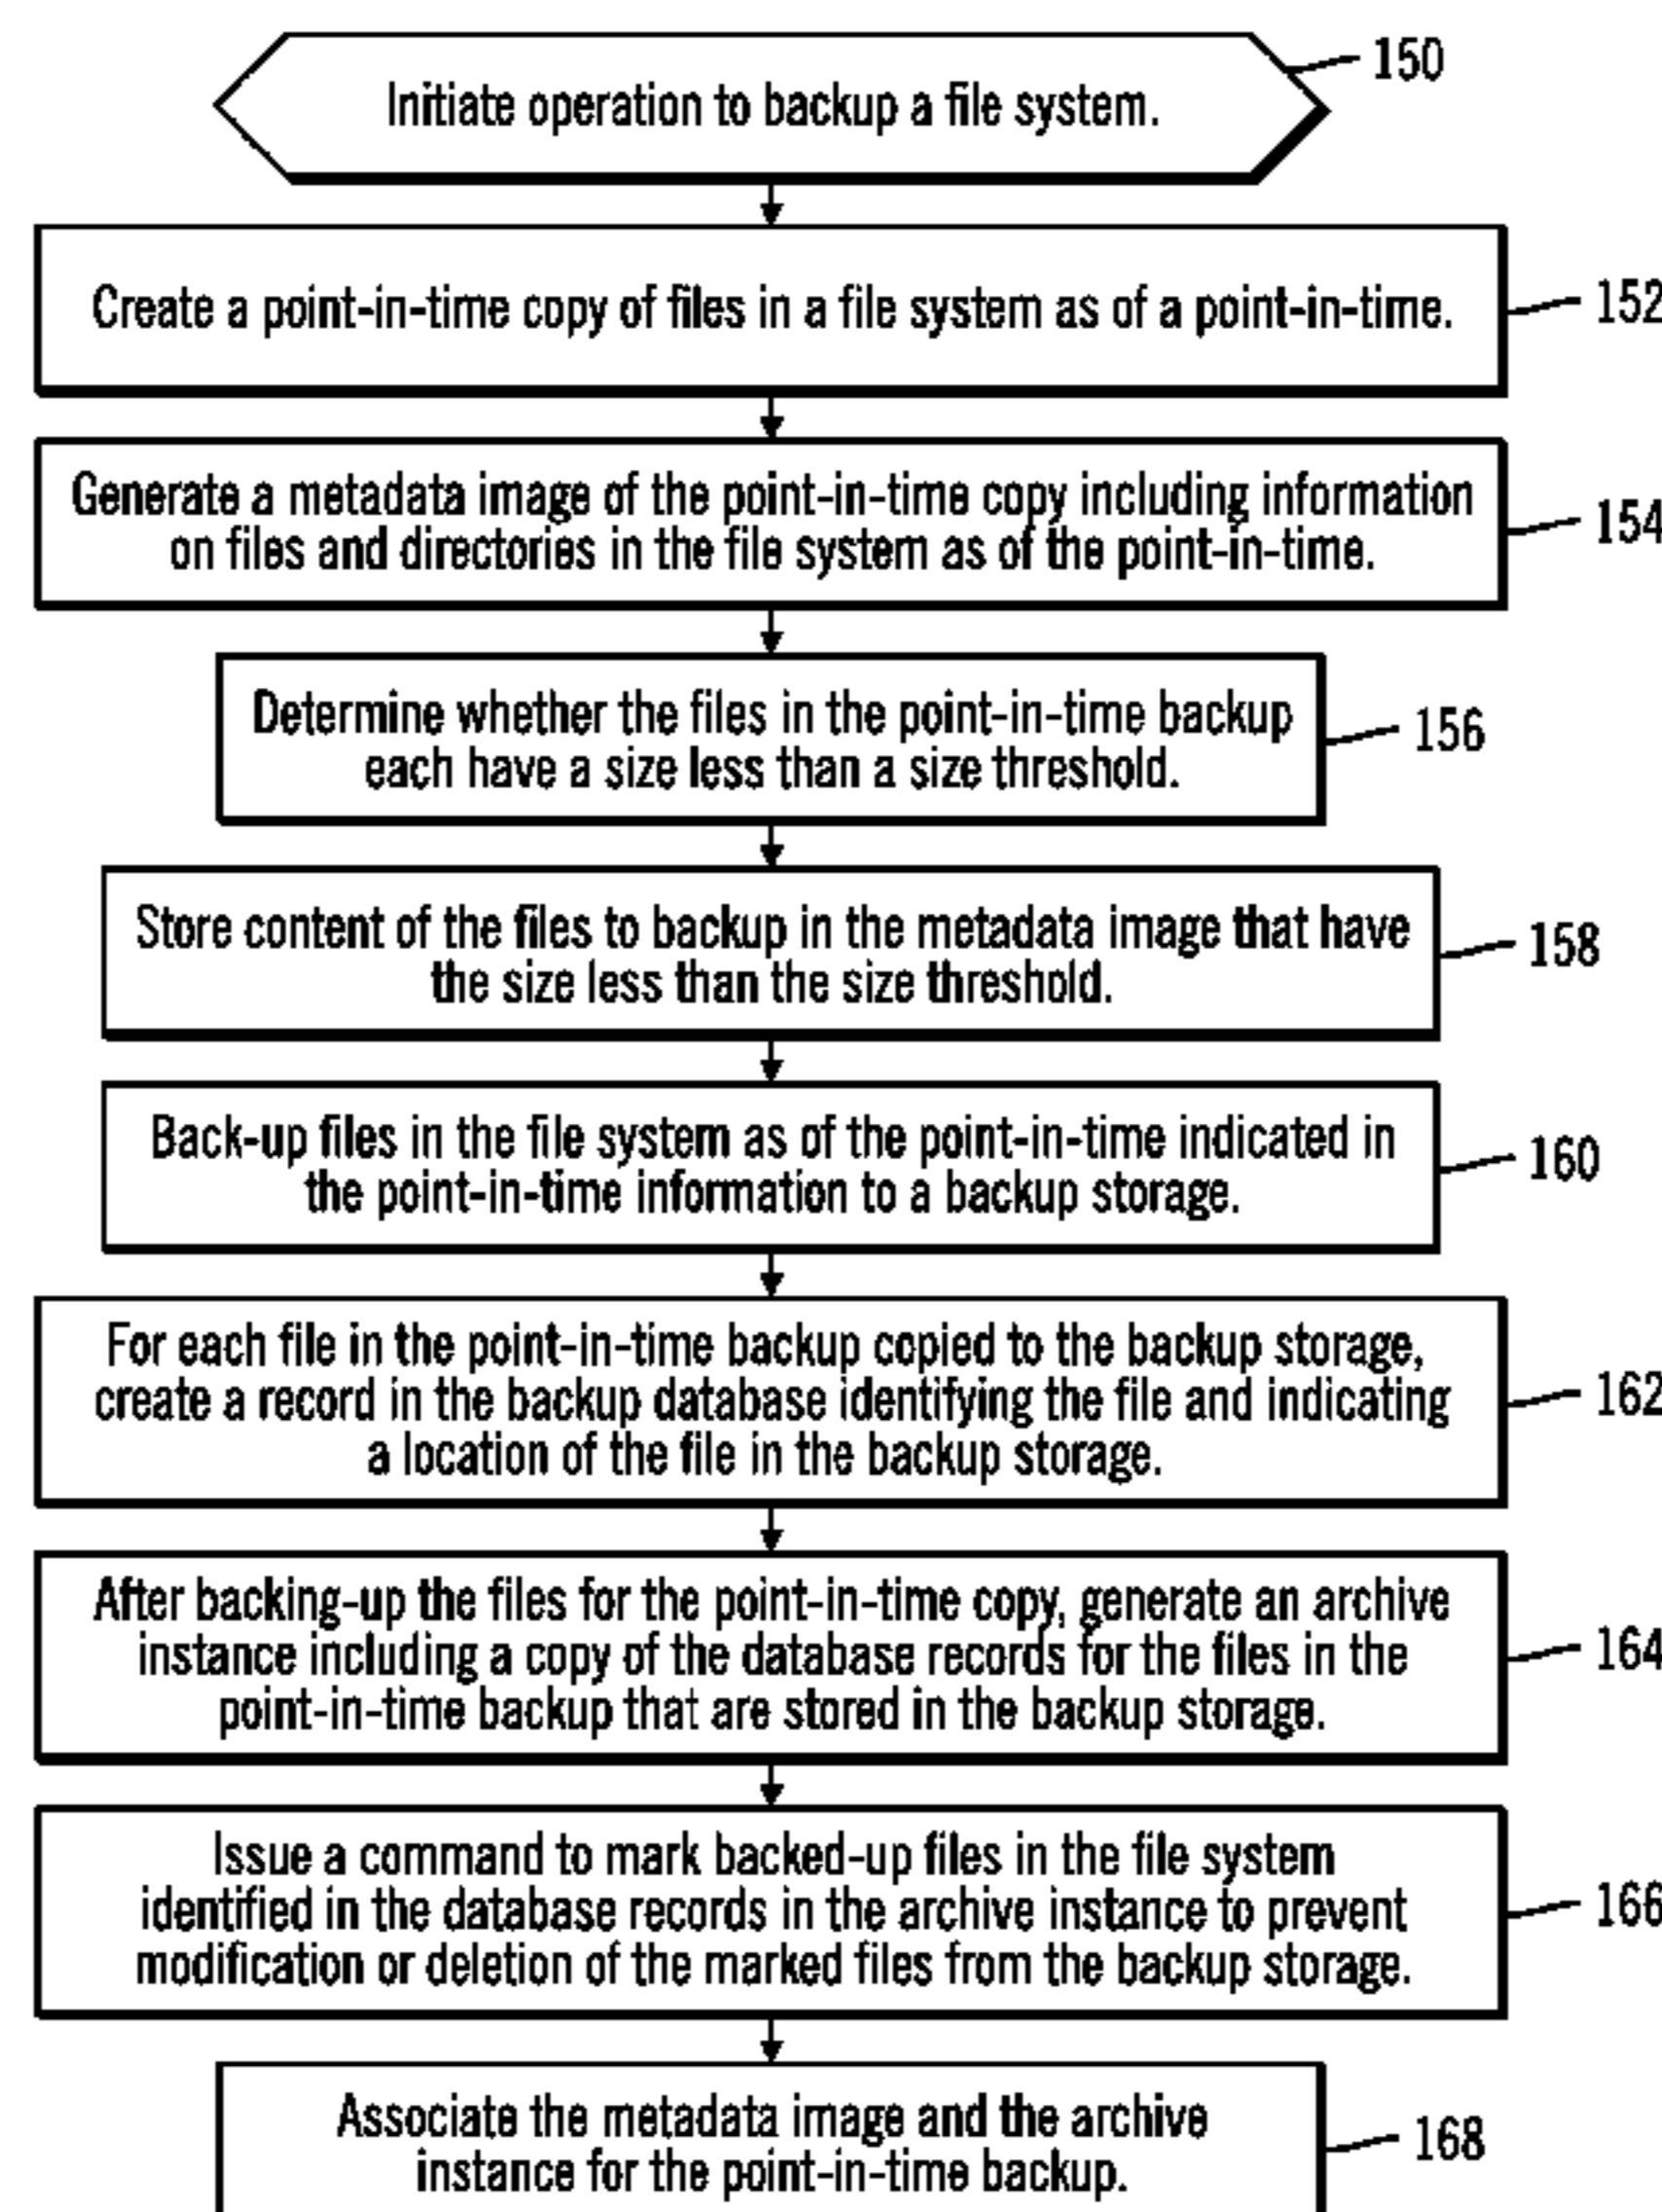 Initiate operation to backup a file system.
150
Create a point-in-time copy of files in a file system as of a point-in-time.
152
Generate a metadata image of the point-in-time copy including information
on files and directories in the file system as of the point-in-time.
154
Determine whether the files in the point-in-time backup
each have a size less than a size threshold.
156
Store content of the files to backup in the metadata image that have
the size less than the size threshold.
158
Back-up files in the file system as of the point-in-time indicated in
the point-in-time information to a backup storage.
160
For each file in the point-in-time backup copied to the backup storage,
create a record in the backup database identifying the file and indicating
a location of the file in the backup storage.
162
After backing-up the files for the point-in-time copy, generate an archive
instance including a copy of the database records for the files in the
point-in-time backup that are stored in the backup storage.
164
Issue a command to mark backed-up files in the file system
identified in the database records in the archive instance to prevent
modification or deletion of the marked files from the backup storage.
166
Associate the metadata image and the archive
instance for the point-in-time backup.
168